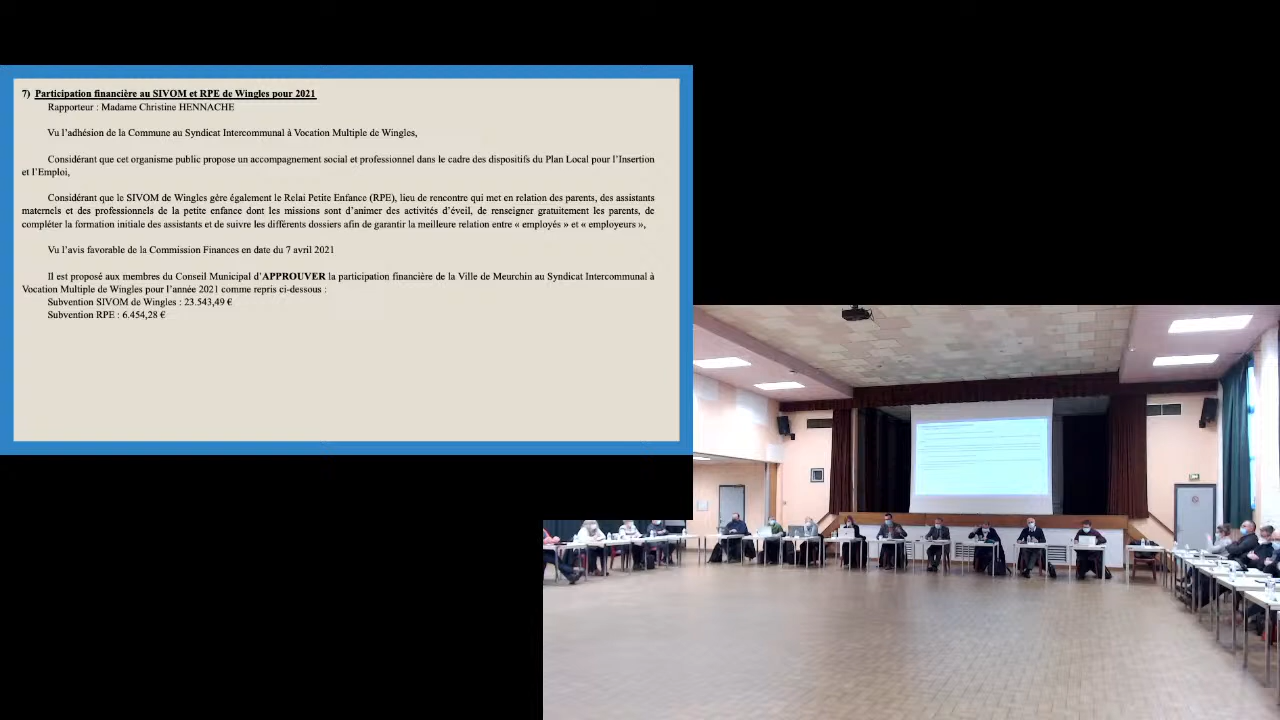 7) Participation financière au SIVOM et RPE de Wingles pour 2021
Rapporteur : Madame Christine HENNACHE
Vu l'adhésion de la Commune au Syndicat Intercommunal à Vocation Multiple de Wingles,
Considérant que cet organisme public propose un accompagnement social et professionnel dans le cadre des dispositifs du Plan Local pour l'Insertion
et l'Emploi,
Considérant que le SIVOM de Wingles gère également le Relai Petite Enfance (RPE), lieu de rencontre qui met en relation des parents, des assistants
maternels et des professionnels de la petite enfance dont les missions sont d'animer des activités d'éveil, de renseigner gratuitement les parents, de
compléter la formation initiale des assistants et de suivre les différents dossiers afin de garantir la meilleure relation entre « employés » et « employeurs »,
Vu l'avis favorable de la Commission Finances en date du 7 avril 2021
Il est proposé aux membres du Conseil Municipal d'APPROUVER la participation financière de la Ville de Meurchin au Syndicat Intercommunal à
Vocation Multiple de Wingles pour l'année 2021 comme repris ci-dessous :
Subvention SIVOM de Wingles : 23.543,49 €
Subvention RPE : 6.454,28 €